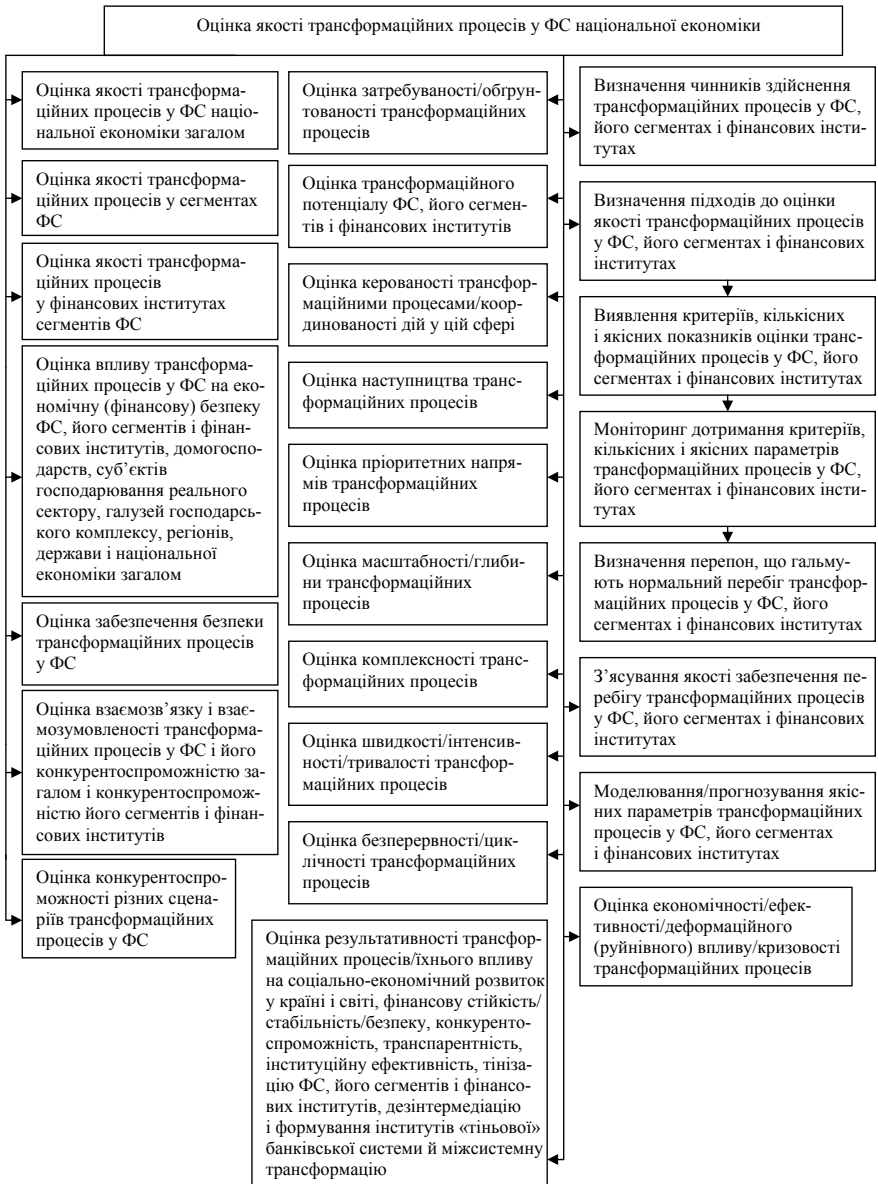 Оцінка якості трансформаційних процесів у ФС національної економіки
Оцінка якості трансформа-
ційних процесів у ФС наці-
ональної економіки загалом
Оцінка якості трансформа-
ційних процесів у сегментах
ФС
Оцінка якості трансформа-
ційних процесів
у фінансових інститутах
сегментів ФС
Оцінка впливу трансформа-
ційних процесів у ФС на еко-
номічну (фінансову) безпеку
ФС, його сегментів і фінан-
сових інститутів, домогоспо-
дарств, суб’єктів
господарювання реального
сектору, галузей господарсь-
кого комплексу, регіонів,
держави і національної
економіки загалом
Оцінка забезпечення безпеки
трансформаційних процесів
у ФС
Оцінка взаємозв’язку і взає-
мозумовленості трансформа-
ційних процесів у ФС і його
конкурентоспроможністю за-
галом і конкурентоспромож-
ністю його сегментів і фінан-
сових інститутів
Оцінка конкурентоспро-
можності різних сцена-
ріїв трансформаційних
процесів у ФС
Оцінка затребуваності/обґрун-
тованості трансформаційних
процесів
Оцінка трансформаційного
потенціалу ФС, його сегмен-
тів і фінансових інститутів
Оцінка керованості трансфор-
маційними процесами/коор-
динованості дій у цій сфері
Оцінка наступництва транс-
формаційних процесів
Оцінка пріоритетних напря-
мів трансформаційних
процесів
Оцінка масштабності/глиби-
ни трансформаційних
процесів
Оцінка комплексності транс-
формаційних процесів
Оцінка швидкості/інтенсив-
ності/тривалості трансфор-
маційних процесів
Оцінка безперервності/цик-
лічності трансформаційних
процесів
Оцінка результативності трансфор-
маційних процесів/їхнього впливу
на соціально-економічний розвиток
у країні і світі, фінансову стійкість/
стабільність/безпеку, конкуренто-
спроможність, транспарентність,
інституційну ефективність, тініза-
цію ФС, його сегментів і фінансо-
вих інститутів, дезінтермедіацію
і формування інститутів «тіньової»
банківської системи й міжсистемну
трансформацію
Визначення чинників здійснення
трансформаційних процесів у ФС,
його сегментах і фінансових інсти-
тутах
Визначення підходів до оцінки
якості трансформаційних процесів
у ФС, його сегментах і фінансових
інститутах
Виявлення критеріїв, кількісних
і якісних показників оцінки транс-
формаційних процесів у ФС, його
сегментах і фінансових інститутах
Моніторинг дотримання критеріїв,
кількісних і якісних параметрів
трансформаційних процесів у ФС,
його сегментах і фінансових інсти-
тутах
Визначення перепон, що гальму-
ють нормальний перебіг трансфор-
маційних процесів у ФС, його
сегментах і фінансових інститутах
З’ясування якості забезпечення пе-
ребігу трансформаційних процесів
у ФС, його сегментах і фінансових
інститутах
Моделювання/прогнозування якіс-
них параметрів трансформаційних
процесів у ФС, його сегментах
і фінансових інститутах
Оцінка економічності/ефек-
тивності/деформаційного
(руйнівного) впливу/кризовості
трансформаційних процесів